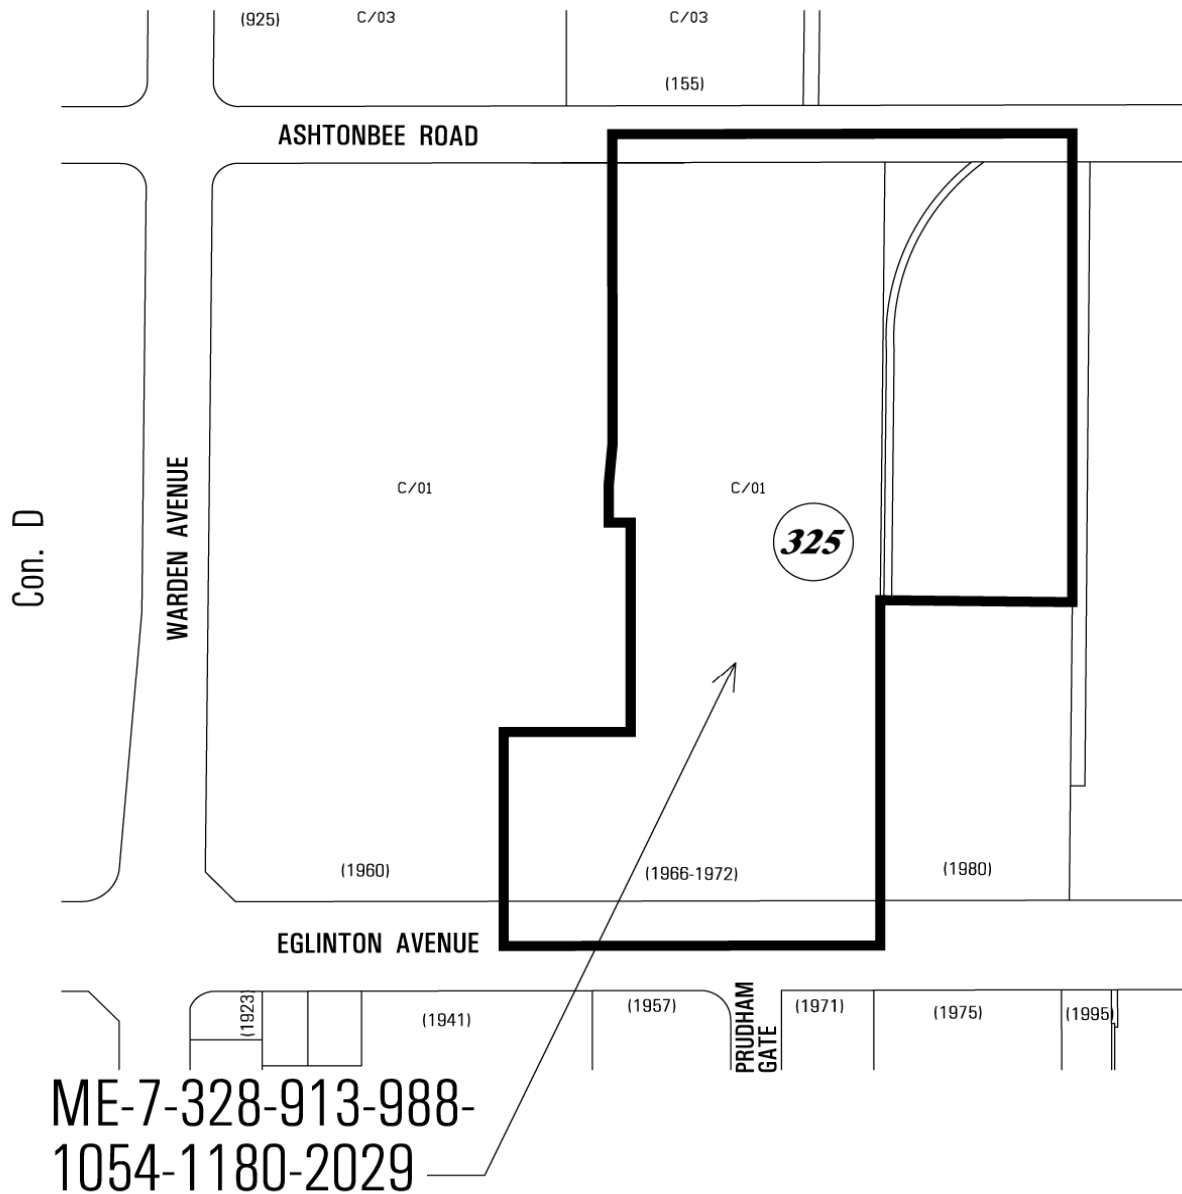 (925)
C/03
C/03
(155)
ASHTONBEE ROAD
C/01
C/01
WARDEN AVENUE
Con. D
325
(1960)
(1966-1972)
(1980)
EGLINTON AVENUE
(1923)
(1941)
(1957)
PRUDHAM
GATE
(1971)
(1975)
(1995)
ME-7-328-913-988-
1054-1180-2029